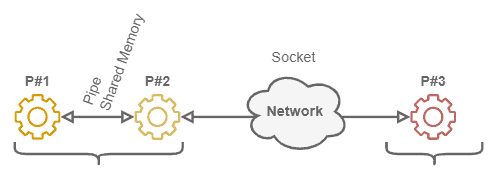 Socket
Pipe
Shared Memory
P#1
P#2
P#3
Network